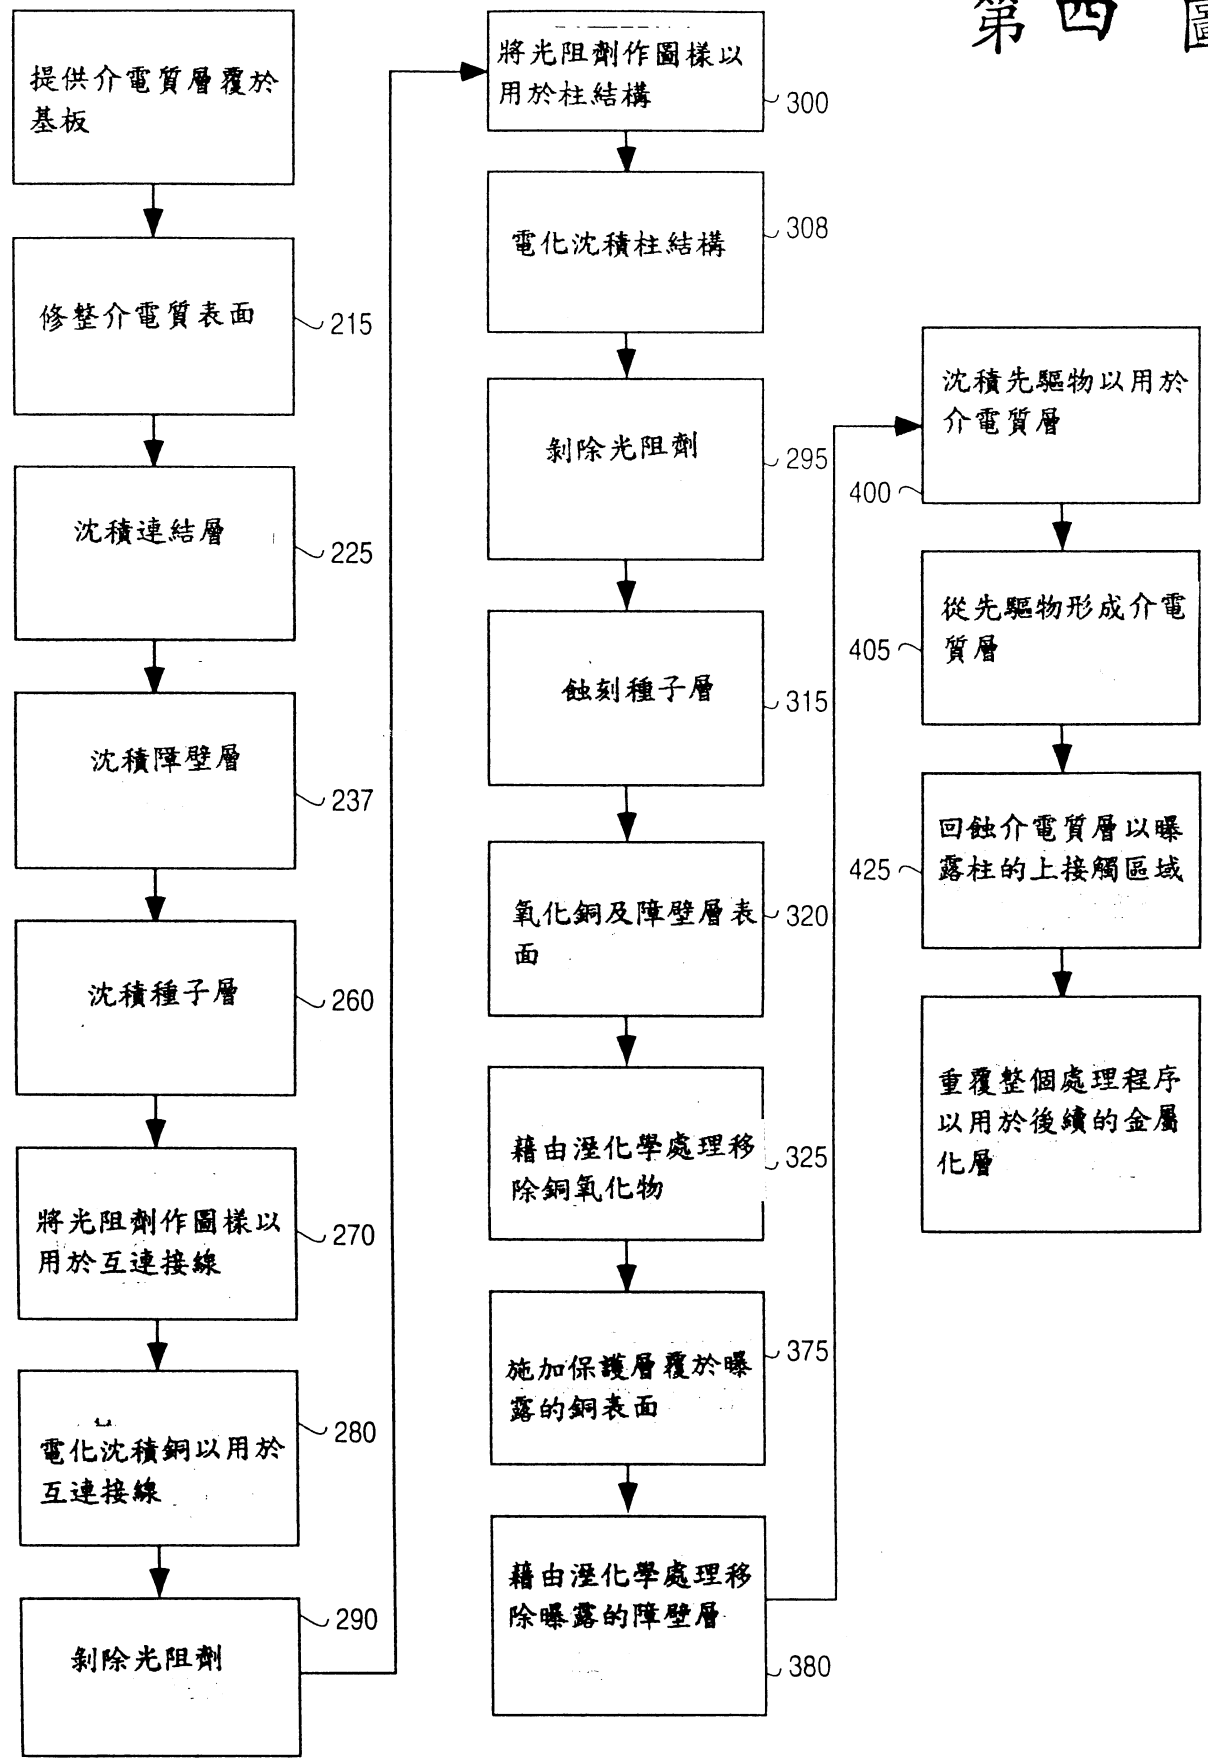 第四圖
提供介電質層覆於
基板
修整介電質表面
215
沈積連結層
225
沈積障壁層
237
沈積種子層
260
將光阻劑作圖樣以
用於互連接線
270
電化沈積銅以用於
互連接線
280
剝除光阻劑
290
將光阻劑作圖樣以
用於柱結構
300
電化沈積柱結構
308
剝除光阻劑
295
蝕刻種子層
315
氧化銅及障壁層表
面
320
藉由溼化學處理移
除銅氧化物
325
施加保護層覆於曝
露的銅表面
375
藉由溼化學處理移
除曝露的障壁層
380
沈積先驅物以用於
介電質層
400
從先驅物形成介電
質層
405
回蝕介電質層以曝
露柱的上接觸區域
425
重覆整個處理程序
以用於後續的金屬
化層